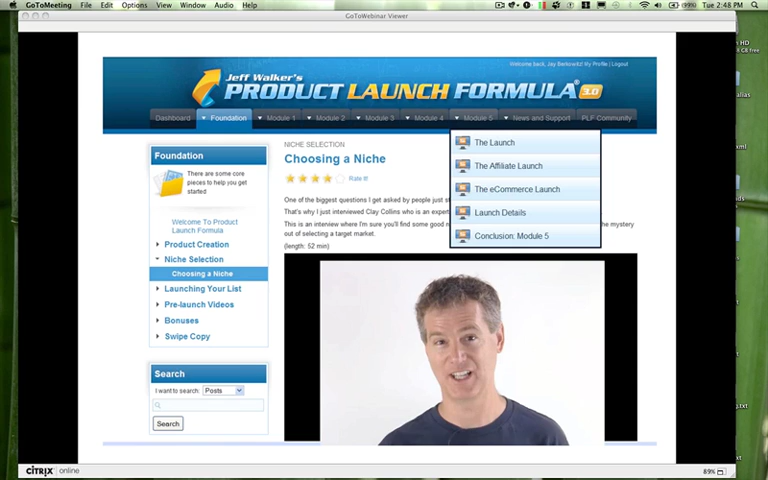 GoToMeeting File Edit Options View Window Audio Help
(99%) Tue 2:48 PM
GoToWebinar Viewer
Welcome back, Jay Berkowitz! My Profile | Logout
Jeff Walker's
PRODUCT LAUNCH FORMULA® 3.0
Dashboard Foundation Module 1 Module 2 Module 3 Module 4 Module 5 News and Support PLF Community
The Launch
The Affiliate Launch
The eCommerce Launch
Launch Details
Conclusion: Module 5
Foundation
There are some core
pieces to help you get
started
Welcome To Product
Launch Formula
Product Creation
Niche Selection
Choosing a Niche
Launching Your List
Pre-launch Videos
Bonuses
Swipe Copy
NICHE SELECTION
Choosing a Niche
Rate It!
One of the biggest questions I get asked by people just
That's why I just interviewed Clay Collins who is an
This is an interview where I'm sure you'll find some good the mystery
out of selecting a target market.
(length: 52 min)
Search
I want to search: Posts
Search
CITRIX online
89%
HD
alias
.xml
.txt